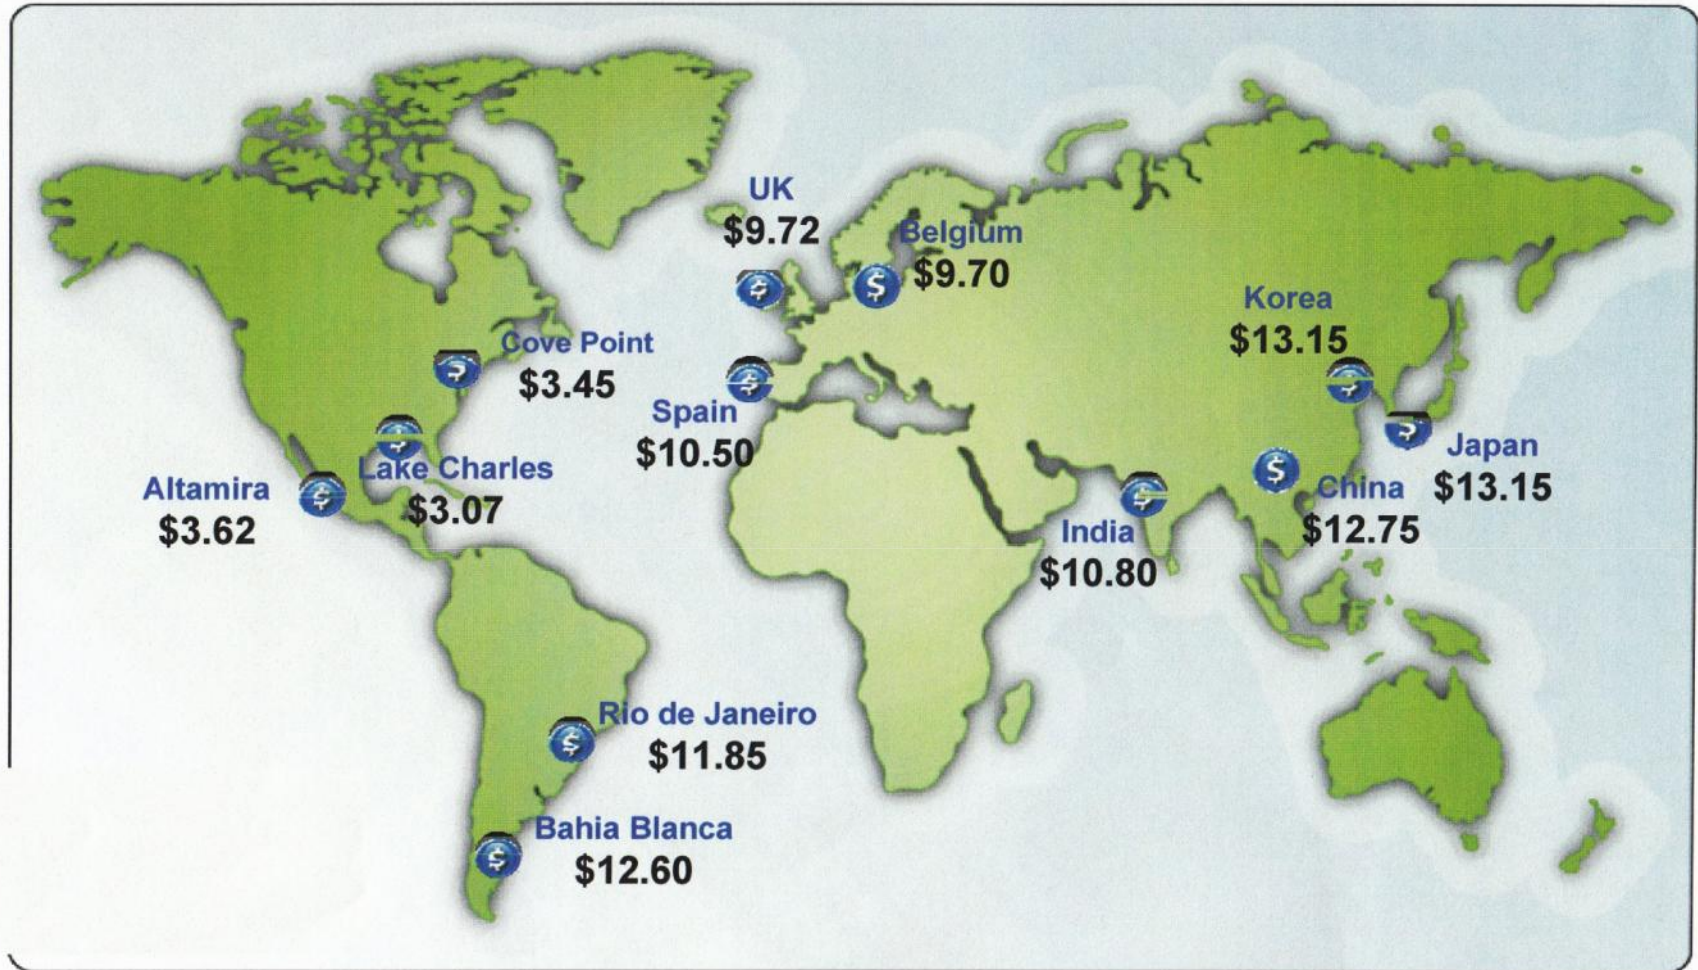 UK
$9.72
Belgium
$9.70
Korea
$13.15
Cove Point
$3.45
Spain
$10.50
Japan
$13.15
Altamira
$3.62
Lake Charles
$3.07
China
$12.75
India
$10.80
Rio de Janeiro
$11.85
Bahia Blanca
$12.60